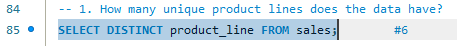 84 -- 1. How many unique product lines does the data have?
85 SELECT DISTINCT product_line FROM sales; #6